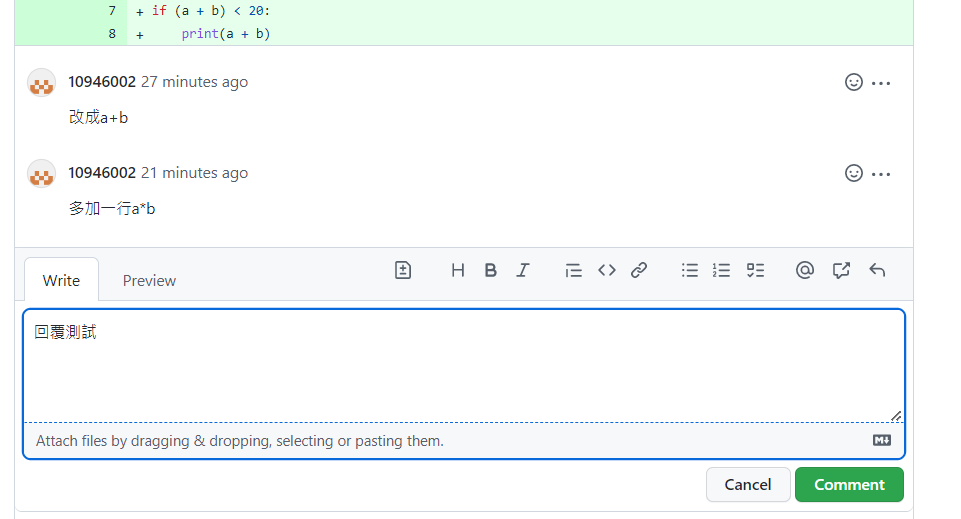 7 + if (a + b) < 20:
8 +     print(a + b)
10946002 27 minutes ago
改成a+b
10946002 21 minutes ago
多加一行a*b
Write Preview
回覆測試
Attach files by dragging & dropping, selecting or pasting them.
Cancel Comment